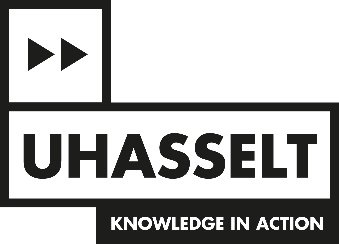 UHASSELT
KNOWLEDGE IN ACTION